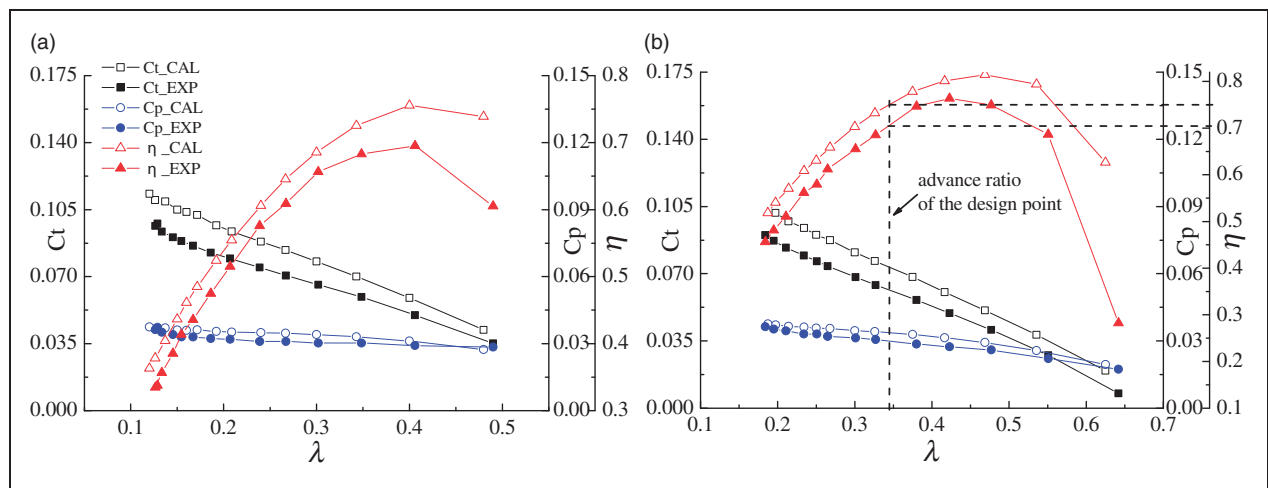 (a)
Ct_CAL
Ct_EXP
Cp_CAL
Cp_EXP
η _CAL
η _EXP
0.175
0.140
0.105
0.070
0.035
0.000
Ct
0.1
0.2
0.3
0.4
0.5
λ
0.15
0.12
0.09
0.06
0.03
0.00
Cp
0.8
0.7
0.6
0.5
0.4
0.3
η
(b)
0.175
0.140
0.105
0.070
0.035
0.000
Ct
advance ratio
of the design point
0.1
0.2
0.3
0.4
0.5
0.6
0.7
λ
0.15
0.12
0.09
0.06
0.03
0.00
Cp
0.8
0.7
0.6
0.5
0.4
0.3
0.2
0.1
η